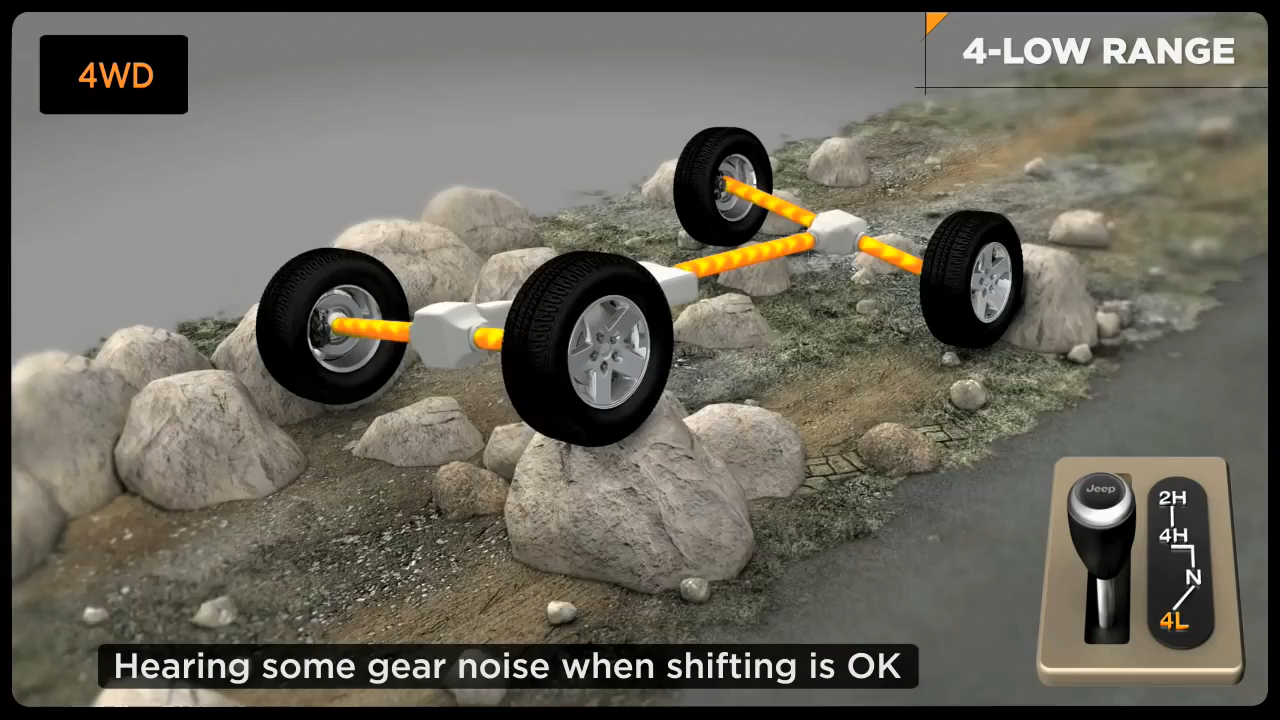 4WD
4-LOW RANGE
Jeep
2H
4H
N
4L
Hearing some gear noise when shifting is OK